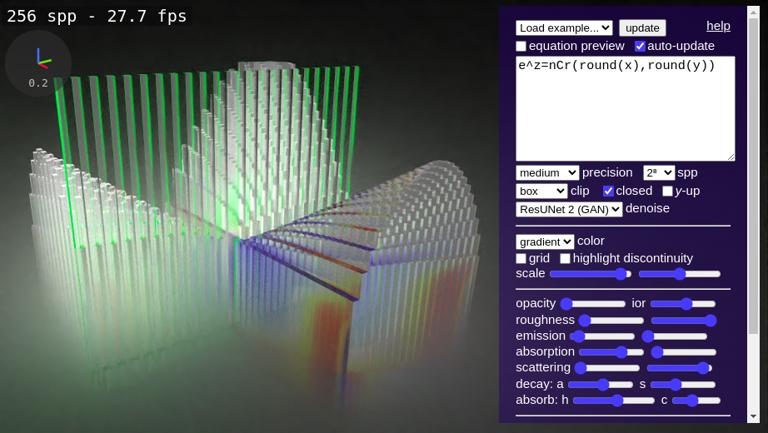 256 spp - 27.7 fps
0.2
Load example... update help
equation preview auto-update
e^z=nCr(round(x),round(y))
medium precision 2⁸ spp
box clip closed y-up
ResUNet 2 (GAN) denoise
gradient color
grid highlight discontinuity
scale
opacity ior
roughness
emission
absorption
scattering
decay: a s
absorb: h c